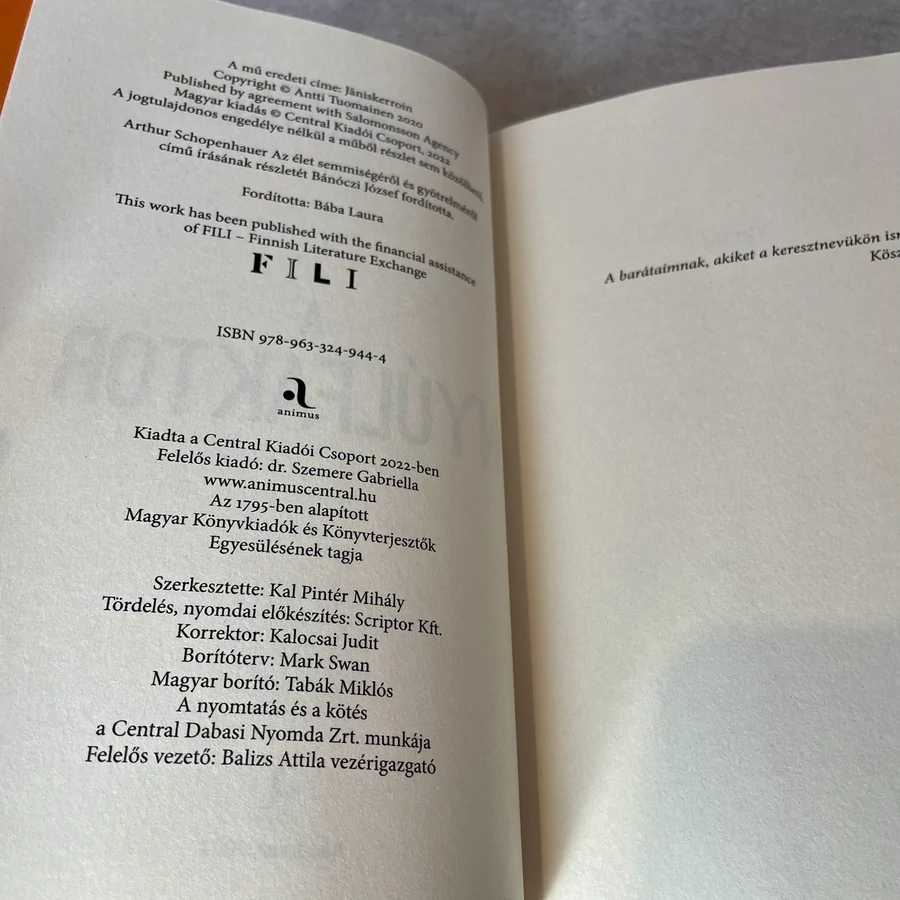 A mű eredeti címe: Jäniskerroin
Copyright © Antti Tuomainen 2020
Published by agreement with Salomonsson Agency
Magyar kiadás © Central Kiadói Csoport, 2022
A jogtulajdonos engedélye nélkül a műből részlet sem közölhető.
Arthur Schopenhauer Az élet semmiségéről és gyötrelméről
című írásának részletét Bánóczi József fordította.
Fordította: Bába Laura
This work has been published with the financial assistance
of FILI – Finnish Literature Exchange
FILI
ISBN 978-963-324-944-4
a
animus
Kiadta a Central Kiadói Csoport 2022-ben
Felelős kiadó: dr. Szemere Gabriella
www.animuscentral.hu
Az 1795-ben alapított
Magyar Könyvkiadók és Könyvterjesztők
Egyesülésének tagja
Szerkesztette: Kal Pintér Mihály
Tördelés, nyomdai előkészítés: Scriptor Kft.
Korrektor: Kalocsai Judit
Borítóterv: Mark Swan
Magyar borító: Tabák Miklós
A nyomtatás és a kötés
a Central Dabasi Nyomda Zrt. munkája
Felelős vezető: Balizs Attila vezérigazgató
A barátaimnak, akiket a keresztnevükön